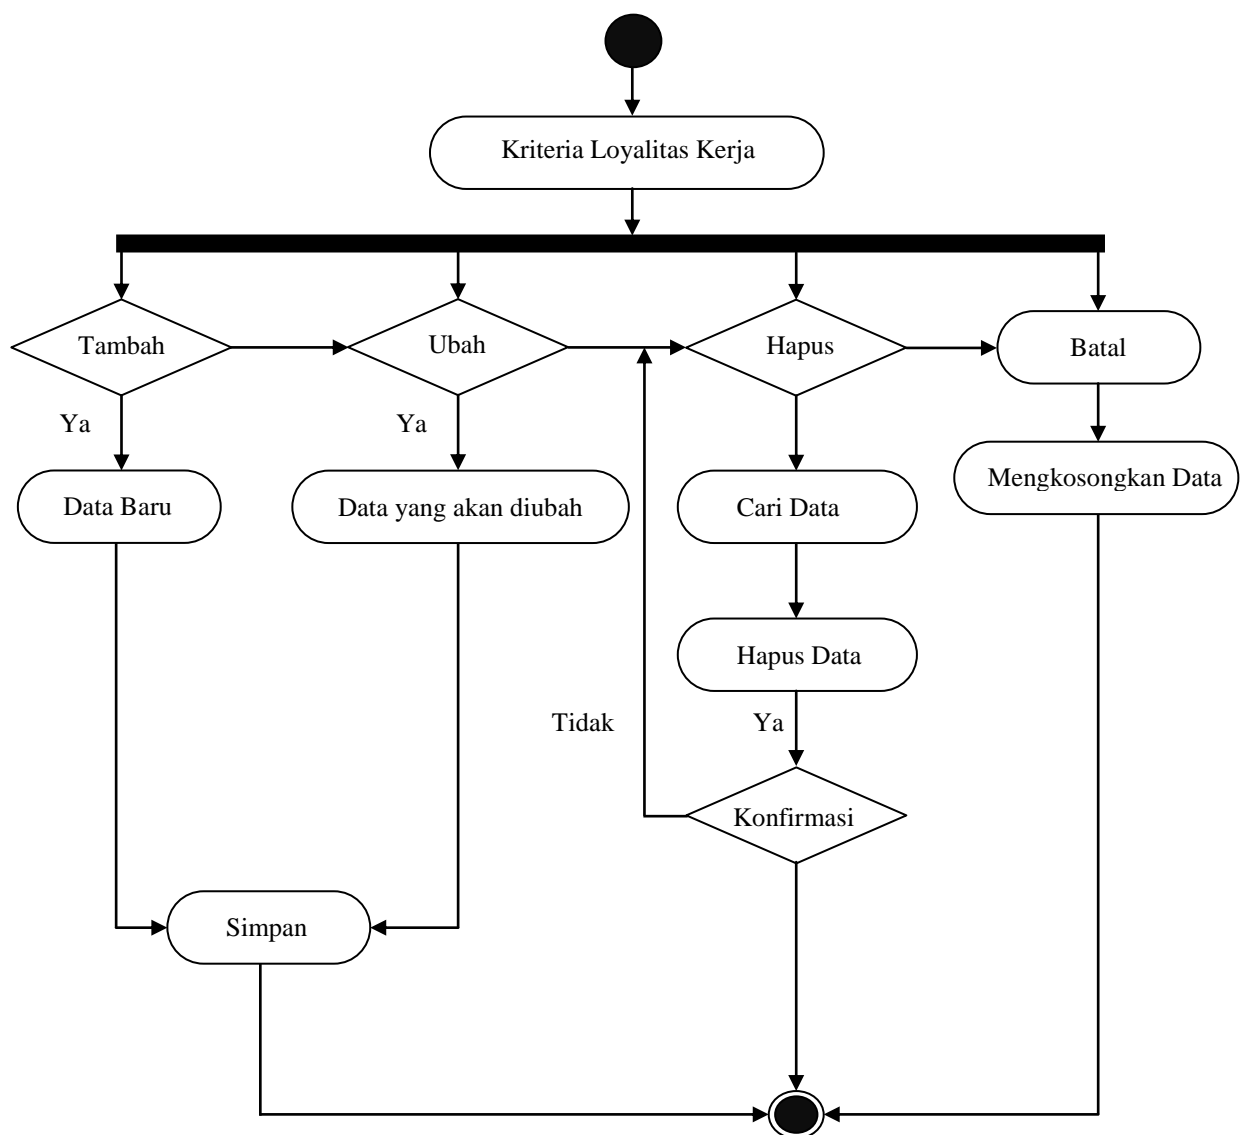 Kriteria Loyalitas Kerja
Tambah
Ubah
Hapus
Batal
Ya
Ya
Data Baru
Data yang akan diubah
Cari Data
Mengkosongkan Data
Hapus Data
Tidak
Ya
Konfirmasi
Simpan